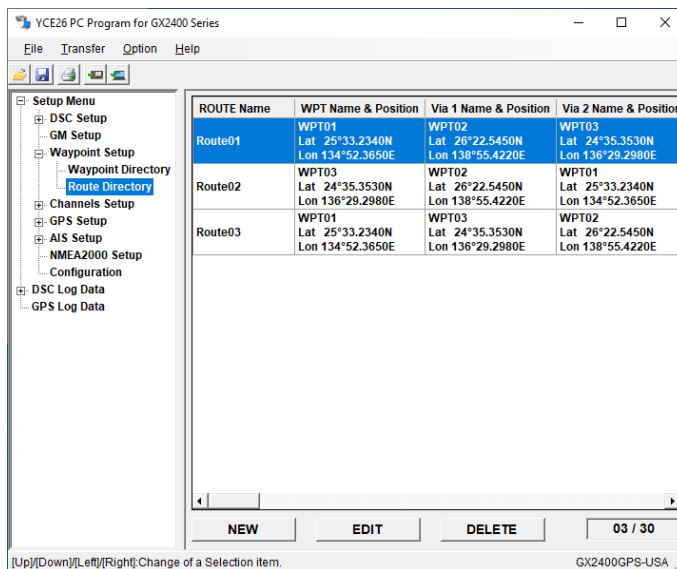 YCE26 PC Program for GX2400 Series
File Transfer Option Help
Setup Menu
DSC Setup
GM Setup
Waypoint Setup
Waypoint Directory
Route Directory
Channels Setup
GPS Setup
AIS Setup
NMEA2000 Setup
Configuration
DSC Log Data
GPS Log Data
ROUTE Name WPT Name & Position Via 1 Name & Position Via 2 Name & Position
Route01
WPT01
Lat 25°33.2340N
Lon 134°52.3650E
WPT02
Lat 26°22.5450N
Lon 138°55.4220E
WPT03
Lat 24°35.3530N
Lon 136°29.2980E
Route02
WPT03
Lat 24°35.3530N
Lon 136°29.2980E
WPT02
Lat 26°22.5450N
Lon 138°55.4220E
WPT01
Lat 25°33.2340N
Lon 134°52.3650E
Route03
WPT01
Lat 25°33.2340N
Lon 134°52.3650E
WPT03
Lat 24°35.3530N
Lon 136°29.2980E
WPT02
Lat 26°22.5450N
Lon 138°55.4220E
NEW EDIT DELETE 03 / 30
[Up]/[Down]/[Left]/[Right]:Change of a Selection item. GX2400GPS-USA